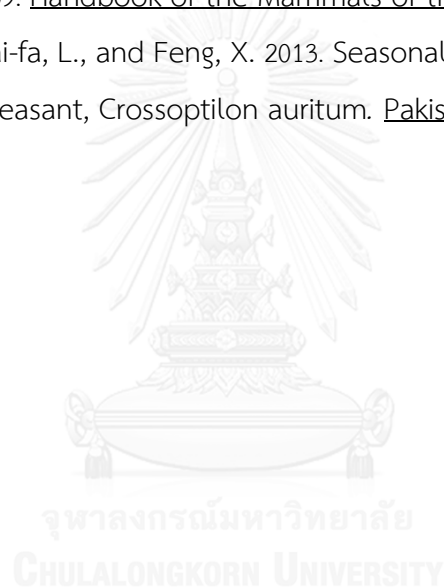 Handbook of the Mammals of th
ai-fa, L., and Feng, X. 2013. Seasonal
easant, Crossoptilon auritum. Pakis
จุฬาลงกรณ์มหาวิทยาลัย
CHULALONGKORN UNIVERSITY